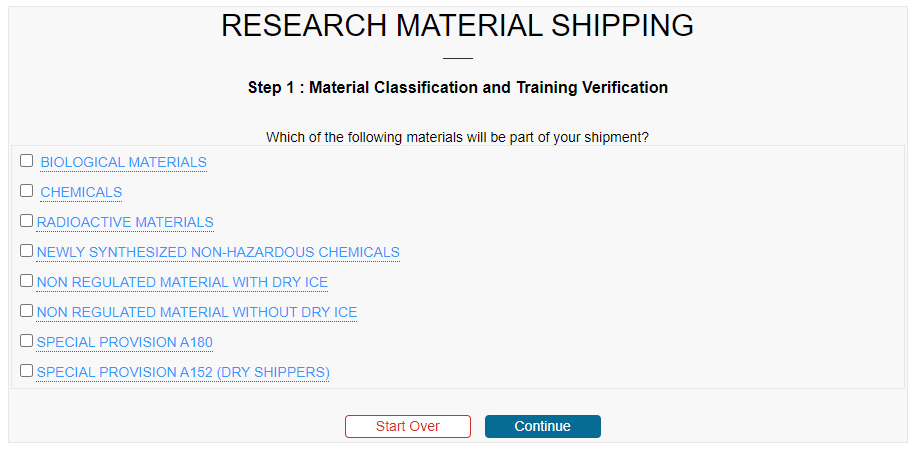 RESEARCH MATERIAL SHIPPING
Step 1 : Material Classification and Training Verification
Which of the following materials will be part of your shipment?
BIOLOGICAL MATERIALS
CHEMICALS
RADIOACTIVE MATERIALS
NEWLY SYNTHESIZED NON-HAZARDOUS CHEMICALS
NON REGULATED MATERIAL WITH DRY ICE
NON REGULATED MATERIAL WITHOUT DRY ICE
SPECIAL PROVISION A180
SPECIAL PROVISION A152 (DRY SHIPPERS)
Start Over Continue